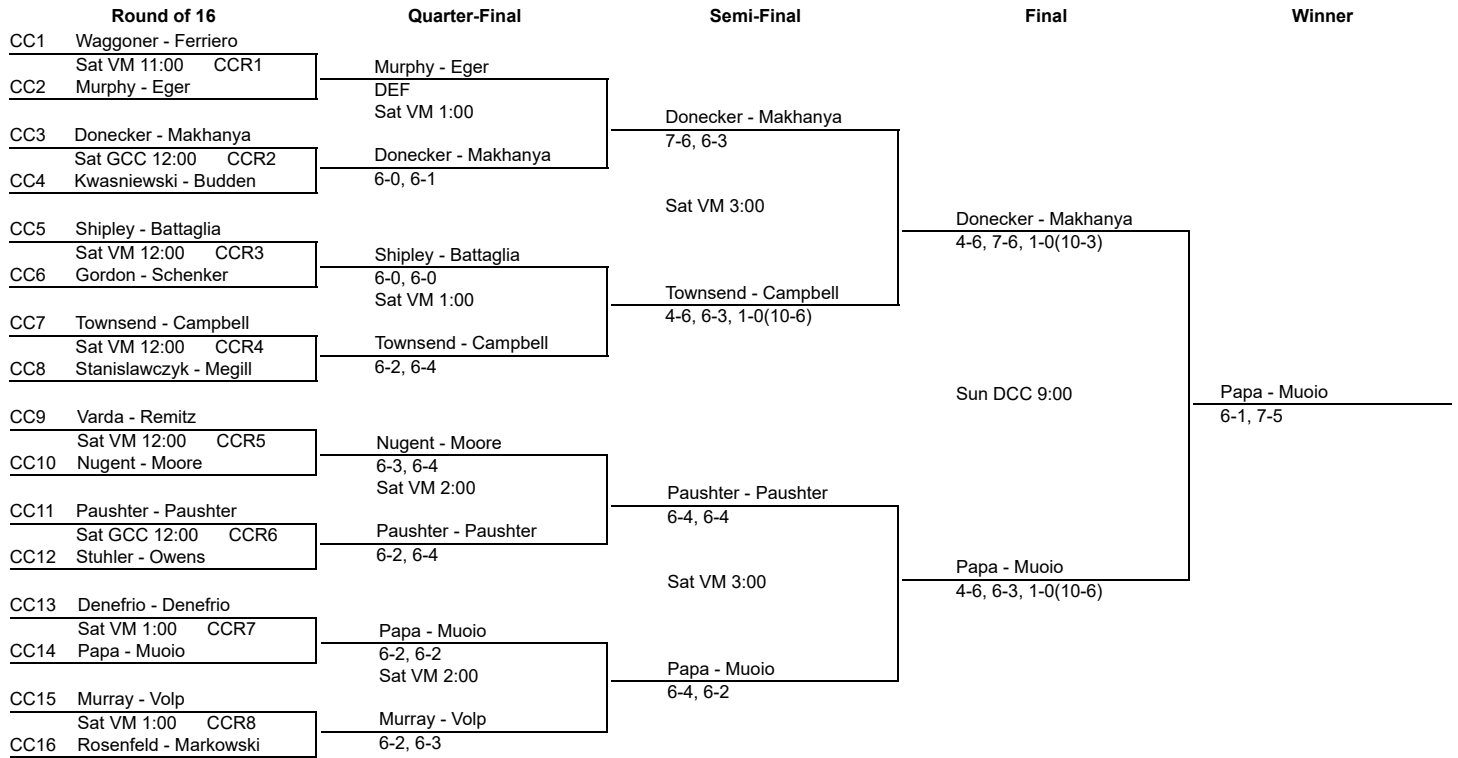 Round of 16 Quarter-Final Semi-Final Final Winner
CC1 Waggoner - Ferriero
Sat VM 11:00 CCR1
CC2 Murphy - Eger
CC3 Donecker - Makhanya
Sat GCC 12:00 CCR2
CC4 Kwasniewski - Budden
CC5 Shipley - Battaglia
Sat VM 12:00 CCR3
CC6 Gordon - Schenker
CC7 Townsend - Campbell
Sat VM 12:00 CCR4
CC8 Stanislawczyk - Megill
CC9 Varda - Remitz
Sat VM 12:00 CCR5
CC10 Nugent - Moore
CC11 Paushter - Paushter
Sat GCC 12:00 CCR6
CC12 Stuhler - Owens
CC13 Denefrio - Denefrio
Sat VM 1:00 CCR7
CC14 Papa - Muoio
CC15 Murray - Volp
Sat VM 1:00 CCR8
CC16 Rosenfeld - Markowski
Murphy - Eger
DEF
Sat VM 1:00
Donecker - Makhanya
6-0, 6-1
Shipley - Battaglia
6-0, 6-0
Sat VM 1:00
Townsend - Campbell
6-2, 6-4
Nugent - Moore
6-3, 6-4
Sat VM 2:00
Paushter - Paushter
6-2, 6-4
Papa - Muoio
6-2, 6-2
Sat VM 2:00
Murray - Volp
6-2, 6-3
Donecker - Makhanya
7-6, 6-3
Sat VM 3:00
Townsend - Campbell
4-6, 6-3, 1-0(10-6)
Paushter - Paushter
6-4, 6-4
Sat VM 3:00
Papa - Muoio
6-4, 6-2
Donecker - Makhanya
4-6, 7-6, 1-0(10-3)
Sun DCC 9:00
Papa - Muoio
4-6, 6-3, 1-0(10-6)
Papa - Muoio
6-1, 7-5